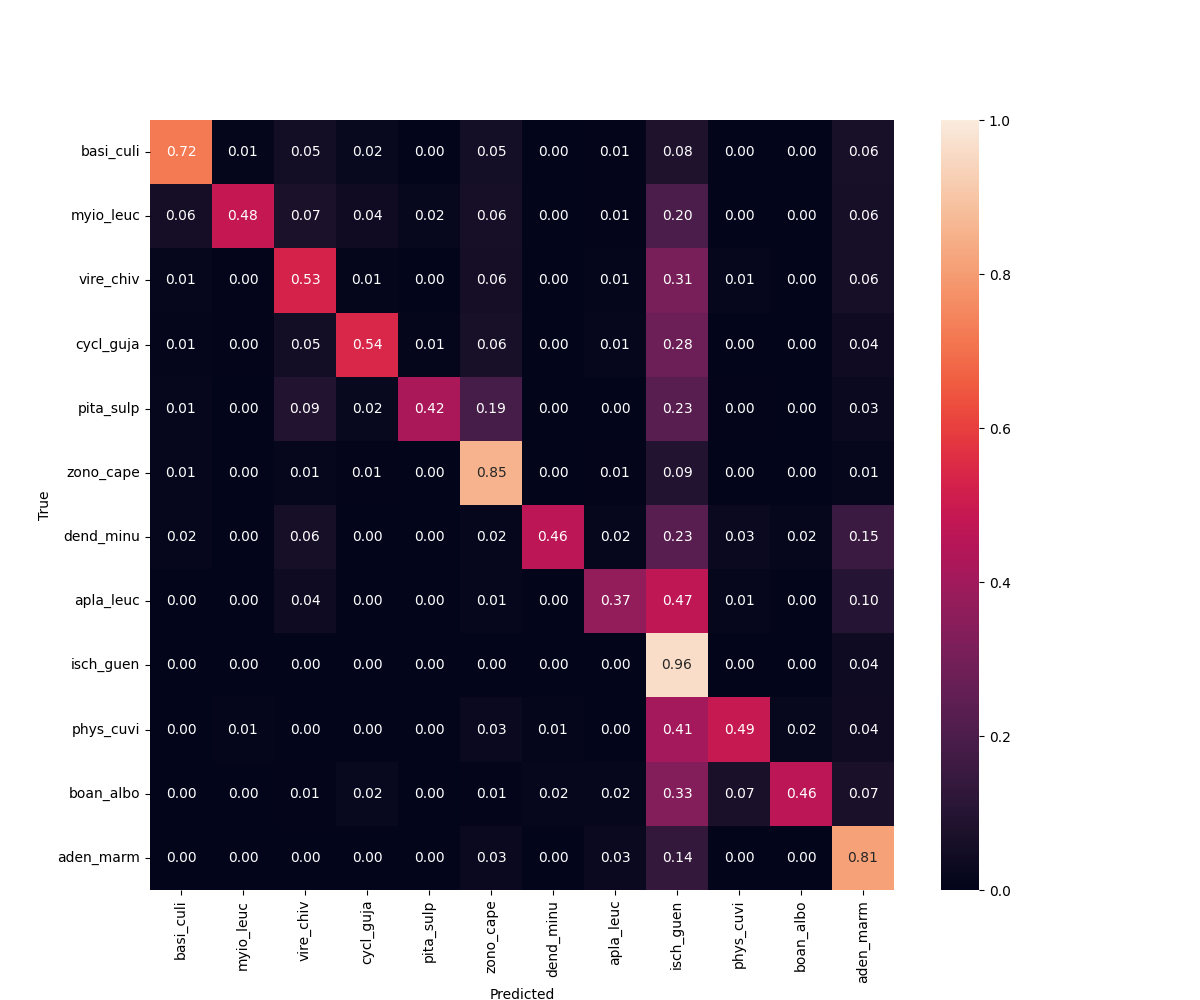 basi_culi 0.72 0.01 0.05 0.02 0.00 0.05 0.00 0.01 0.08 0.00 0.00 0.06
myio_leuc 0.06 0.48 0.07 0.04 0.02 0.06 0.00 0.01 0.20 0.00 0.00 0.06
vire_chiv 0.01 0.00 0.53 0.01 0.00 0.06 0.00 0.01 0.31 0.01 0.00 0.06
cycl_guja 0.01 0.00 0.05 0.54 0.01 0.06 0.00 0.01 0.28 0.00 0.00 0.04
pita_sulp 0.01 0.00 0.09 0.02 0.42 0.19 0.00 0.00 0.23 0.00 0.00 0.03
zono_cape 0.01 0.00 0.01 0.01 0.00 0.85 0.00 0.01 0.09 0.00 0.00 0.01
dend_minu 0.02 0.00 0.06 0.00 0.00 0.02 0.46 0.02 0.23 0.03 0.02 0.15
apla_leuc 0.00 0.00 0.04 0.00 0.00 0.01 0.00 0.37 0.47 0.01 0.00 0.10
isch_guen 0.00 0.00 0.00 0.00 0.00 0.00 0.00 0.00 0.96 0.00 0.00 0.04
phys_cuvi 0.00 0.01 0.00 0.00 0.00 0.03 0.01 0.00 0.41 0.49 0.02 0.04
boan_albo 0.00 0.00 0.01 0.02 0.00 0.01 0.02 0.02 0.33 0.07 0.46 0.07
aden_marm 0.00 0.00 0.00 0.00 0.00 0.03 0.00 0.03 0.14 0.00 0.00 0.81
True
basi_culi myio_leuc vire_chiv cycl_guja pita_sulp zono_cape dend_minu apla_leuc isch_guen phys_cuvi boan_albo aden_marm
Predicted
1.0
0.8
0.6
0.4
0.2
0.0